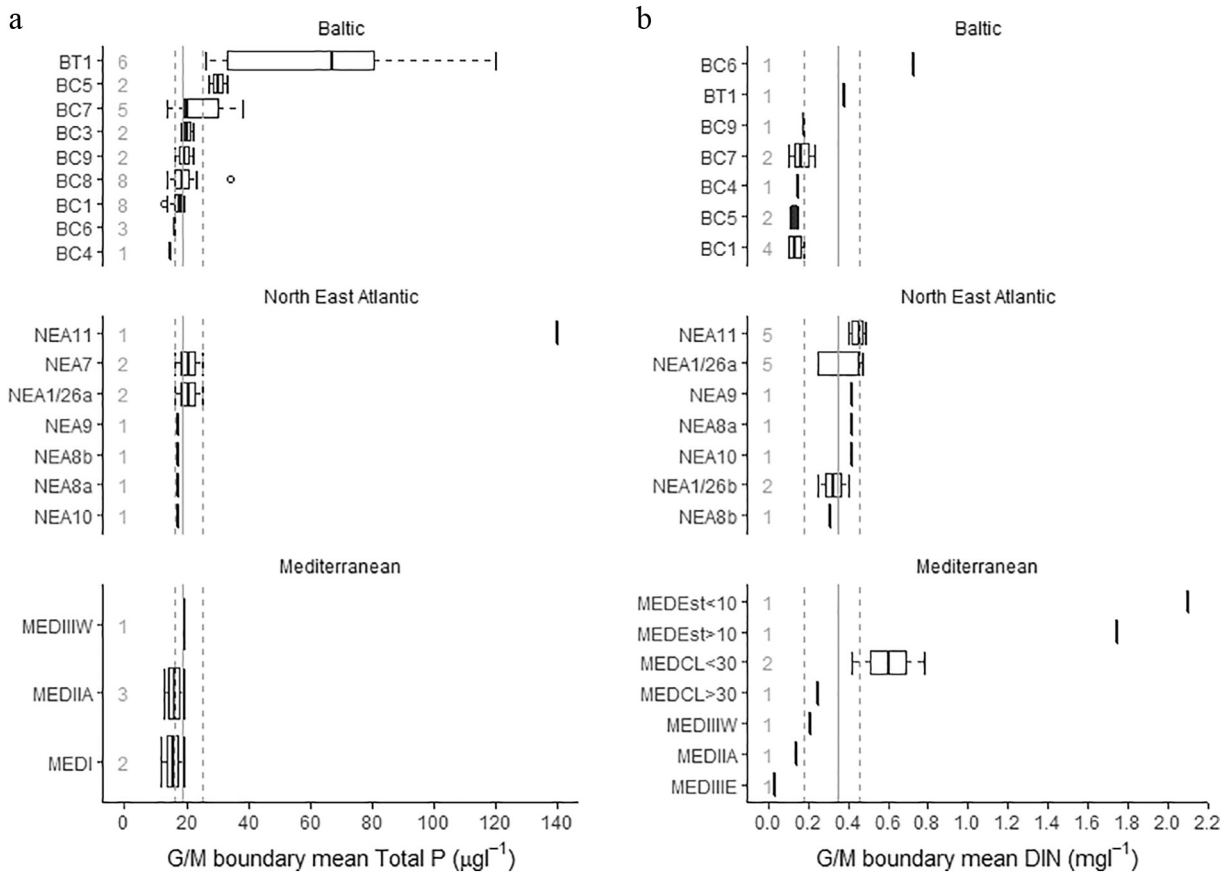 a
Baltic
BT1 6
BC5 2
BC7 5
BC3 2
BC9 2
BC8 8
BC1 8
BC6 3
BC4 1
North East Atlantic
NEA11 1
NEA7 2
NEA1/26a 2
NEA9 1
NEA8b 1
NEA8a 1
NEA10 1
Mediterranean
MEDIIIW 1
MEDIIA 3
MEDI 2
0 20 40 60 80 100 120 140
G/M boundary mean Total P (μgl⁻¹)
b
Baltic
BC6 1
BT1 1
BC9 1
BC7 2
BC4 1
BC5 2
BC1 4
North East Atlantic
NEA11 5
NEA1/26a 5
NEA9 1
NEA8a 1
NEA10 1
NEA1/26b 2
NEA8b 1
Mediterranean
MEDEst<10 1
MEDEst>10 1
MEDCL<30 2
MEDCL>30 1
MEDIIIW 1
MEDIIA 1
MEDIIIE 1
0.0 0.2 0.4 0.6 0.8 1.0 1.2 1.4 1.6 1.8 2.0 2.2
G/M boundary mean DIN (mgl⁻¹)